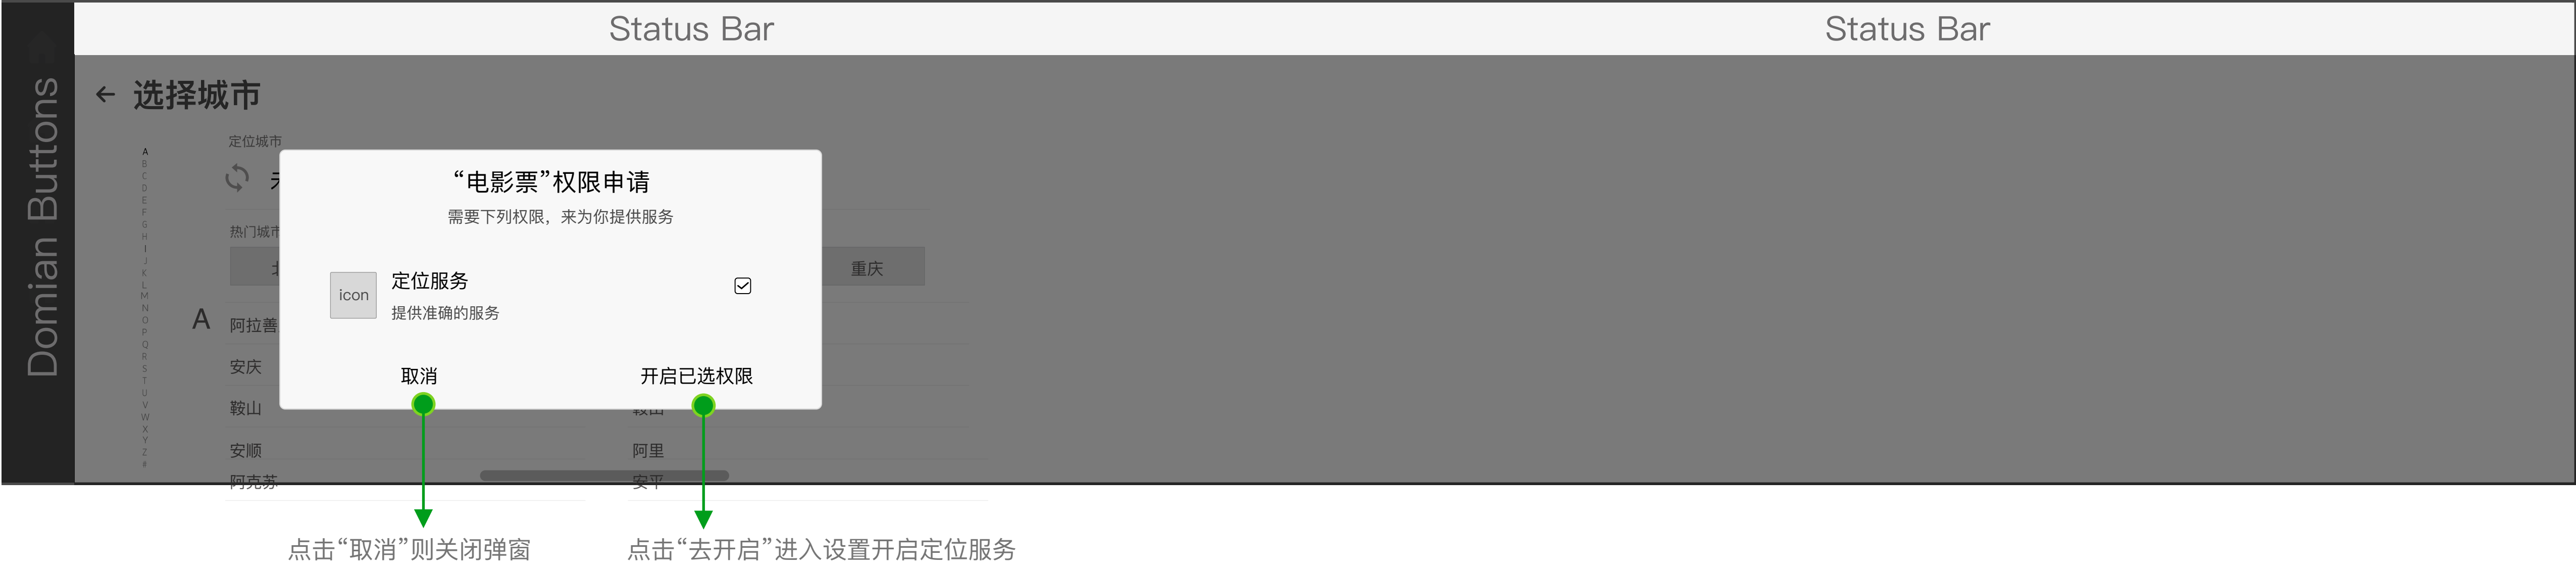 Status Bar
Status Bar
Domian Buttons
选择城市
定位城市
热门城市
重庆
A
B
C
D
E
F
G
H
I
J
K
L
M
N
O
P
Q
R
S
T
U
V
W
X
Y
Z
#
A
阿拉善
安庆
鞍山
安顺
阿克苏
鞍山
阿里
安平
“电影票”权限申请
需要下列权限，来为你提供服务
icon
定位服务
提供准确的服务
取消
开启已选权限
点击“取消”则关闭弹窗
点击“去开启”进入设置开启定位服务